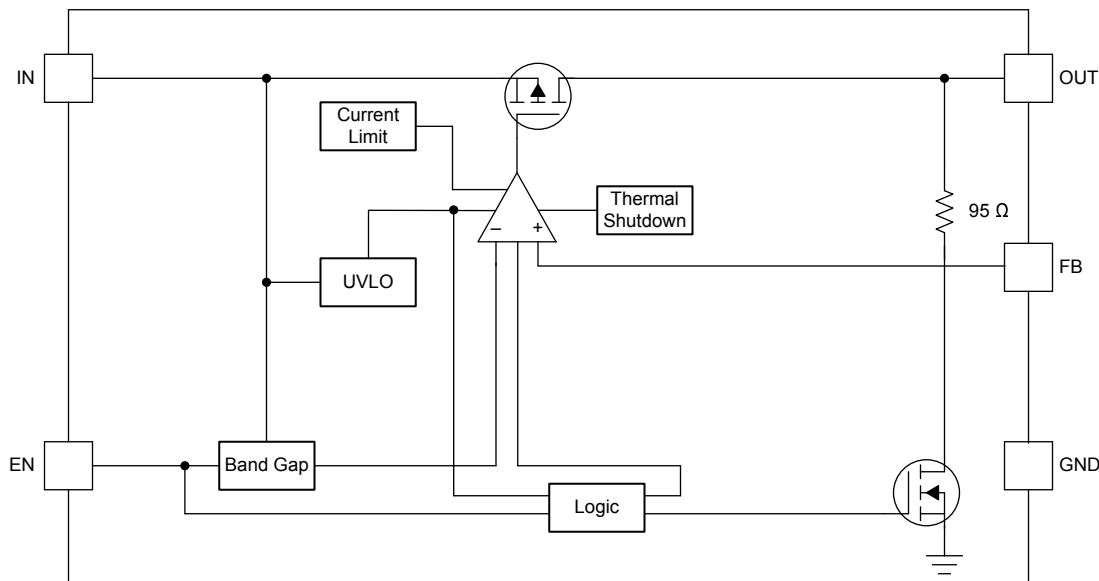 IN
OUT
Current
Limit
Thermal
Shutdown
–
+
95 Ω
UVLO
FB
EN
Band Gap
GND
Logic